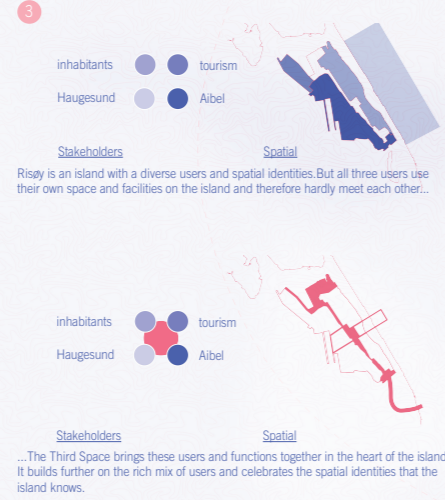 3
inhabitants tourism
Haugesund Aibel
Stakeholders Spatial
Risøy is an island with a diverse users and spatial identities.But all three users use
their own space and facilities on the island and therefore hardly meet each other...
inhabitants tourism
Haugesund Aibel
Stakeholders Spatial
...The Third Space brings these users and functions together in the heart of the island
It builds further on the rich mix of users and celebrates the spatial identities that the
island knows.